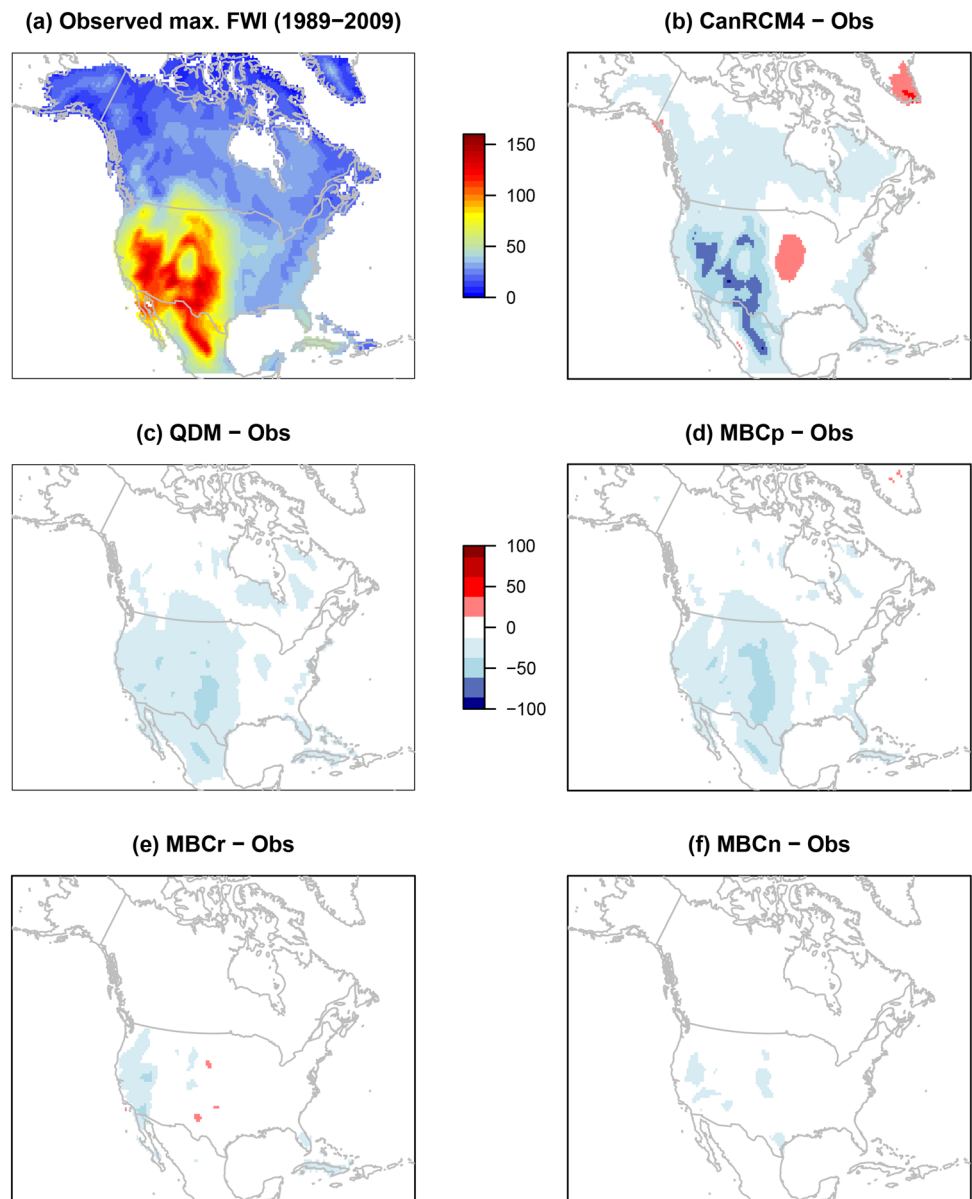 (a) Observed max. FWI (1989−2009)
(b) CanRCM4 − Obs
150
100
50
0
(c) QDM − Obs
(d) MBCp − Obs
100
50
0
−50
−100
(e) MBCr − Obs
(f) MBCn − Obs